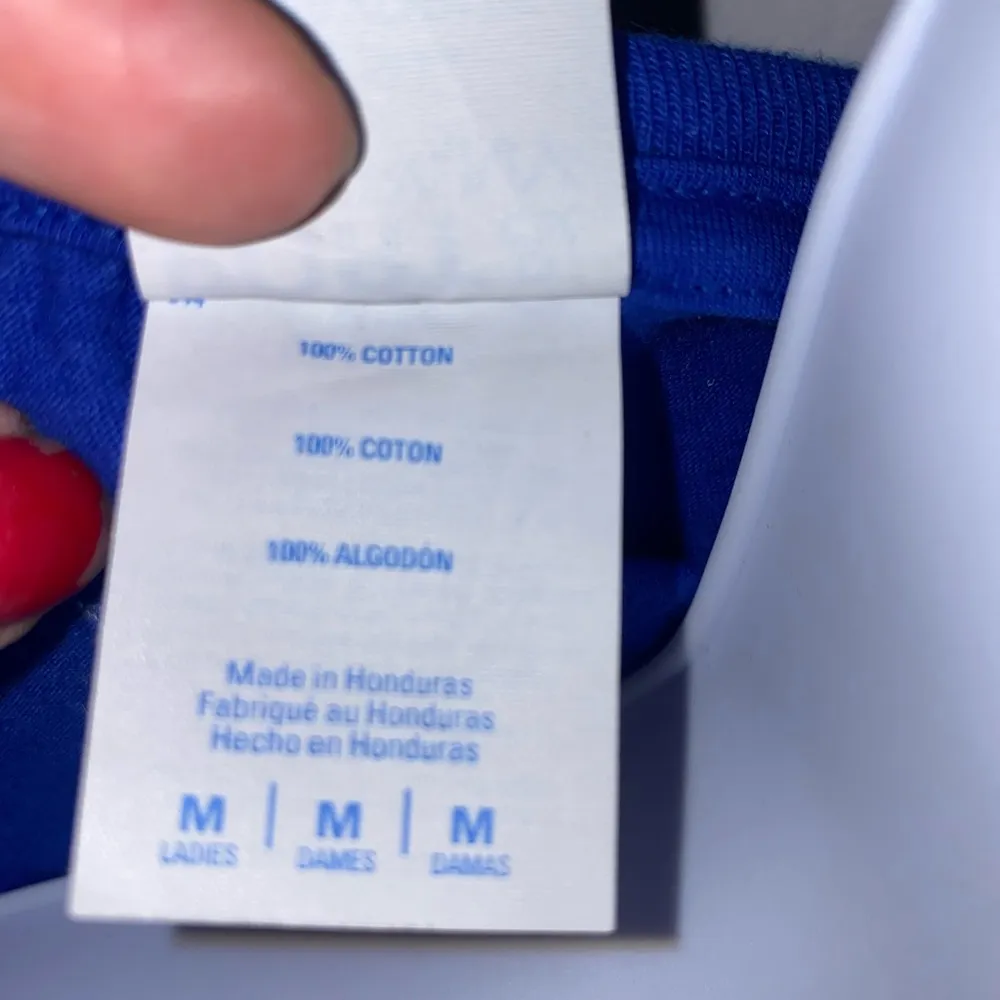 100% COTTON
100% COTON
100% ALGODÓN
Made in Honduras
Fabriqué au Honduras
Hecho en Honduras
M | M | M
LADIES DAMES DAMAS